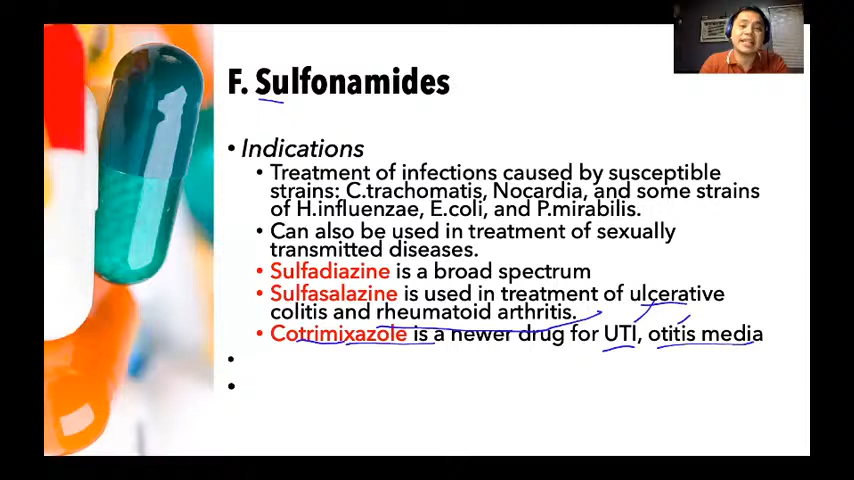 F. Sulfonamides
• Indications
• Treatment of infections caused by susceptible
strains: C.trachomatis, Nocardia, and some strains
of H.influenzae, E.coli, and P.mirabilis.
• Can also be used in treatment of sexually
transmitted diseases.
• Sulfadiazine is a broad spectrum
• Sulfasalazine is used in treatment of ulcerative
colitis and rheumatoid arthritis.
• Cotrimixazole is a newer drug for UTI, otitis media
•
•